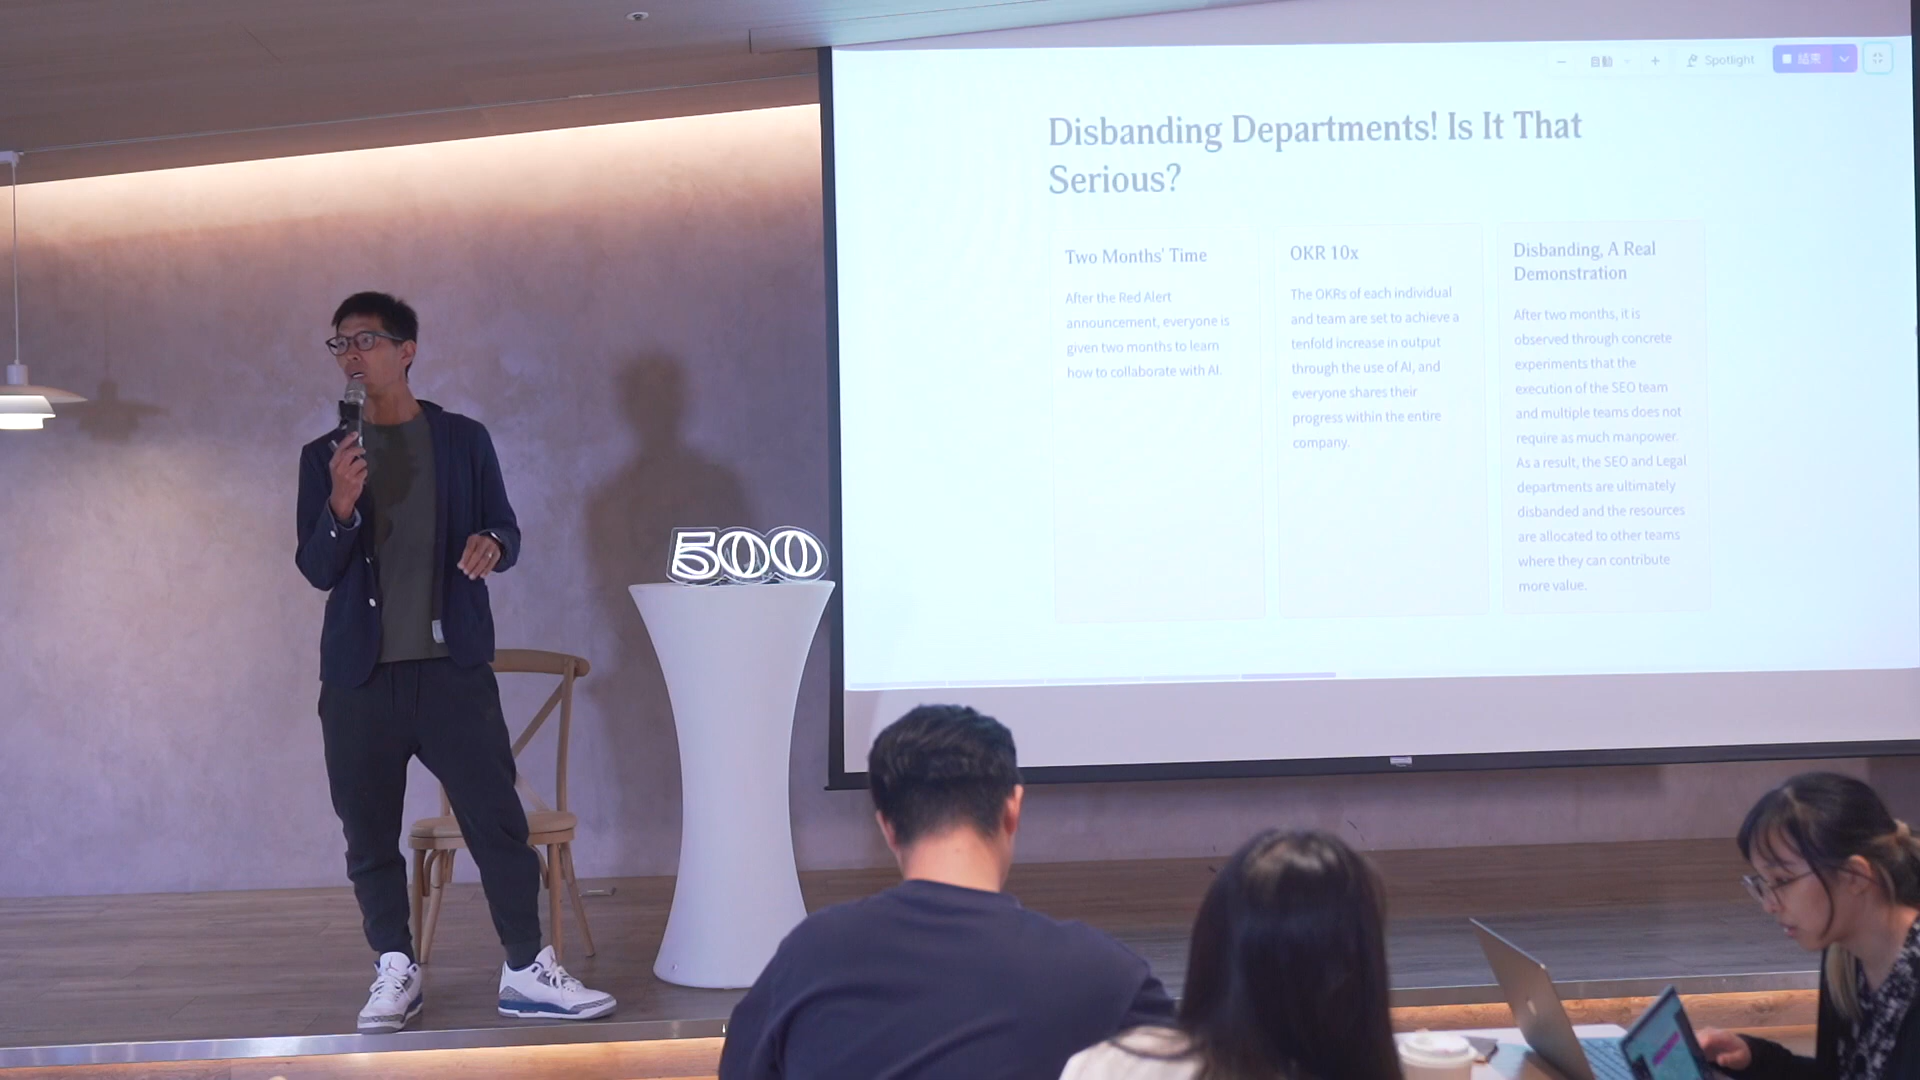 自動
Spotlight
結束
Disbanding Departments! Is It That
Serious?
Two Months' Time
After the Red Alert
announcement, everyone is
given two months to learn
how to collaborate with AI.
OKR 10x
The OKRs of each individual
and team are set to achieve a
tenfold increase in output
through the use of AI, and
everyone shares their
progress within the entire
company.
Disbanding, A Real
Demonstration
After two months, it is
observed through concrete
experiments that the
execution of the SEO team
and multiple teams does not
require as much manpower.
As a result, the SEO and Legal
departments are ultimately
disbanded and the resources
are allocated to other teams
where they can contribute
more value.
500